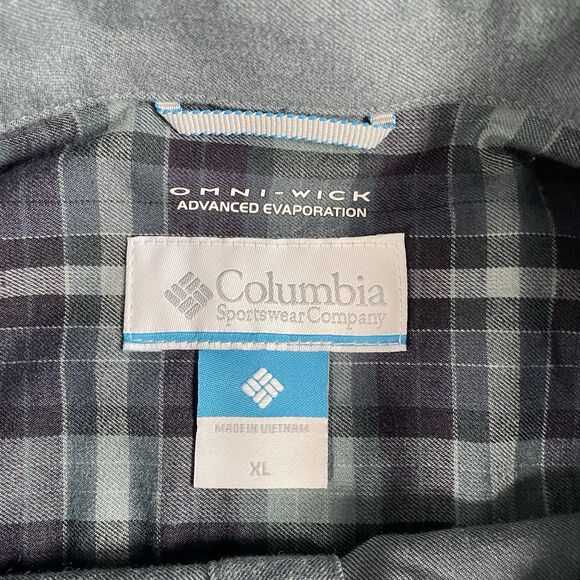 OMNI-WICK
ADVANCED EVAPORATION
Columbia
Sportswear Company
MADE IN VIETNAM
XL